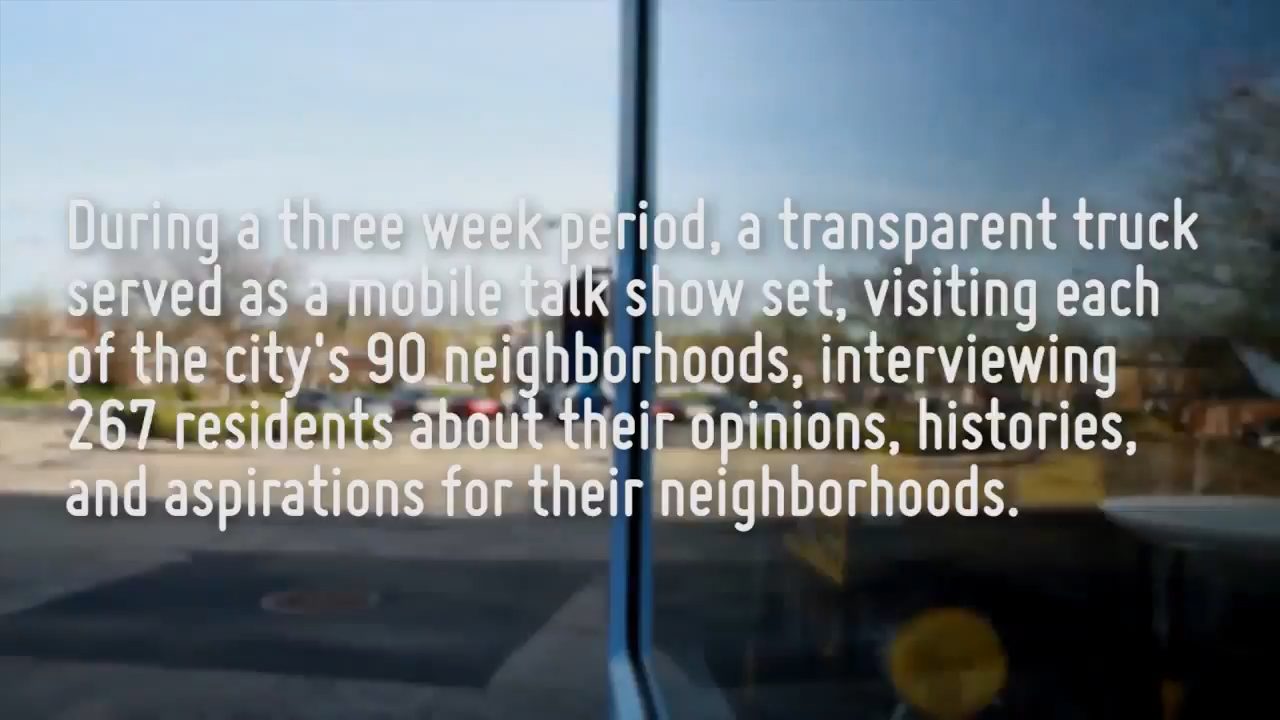 During a three week period, a transparent truck
served as a mobile talk show set, visiting each
of the city's 90 neighborhoods, interviewing
267 residents about their opinions, histories,
and aspirations for their neighborhoods.